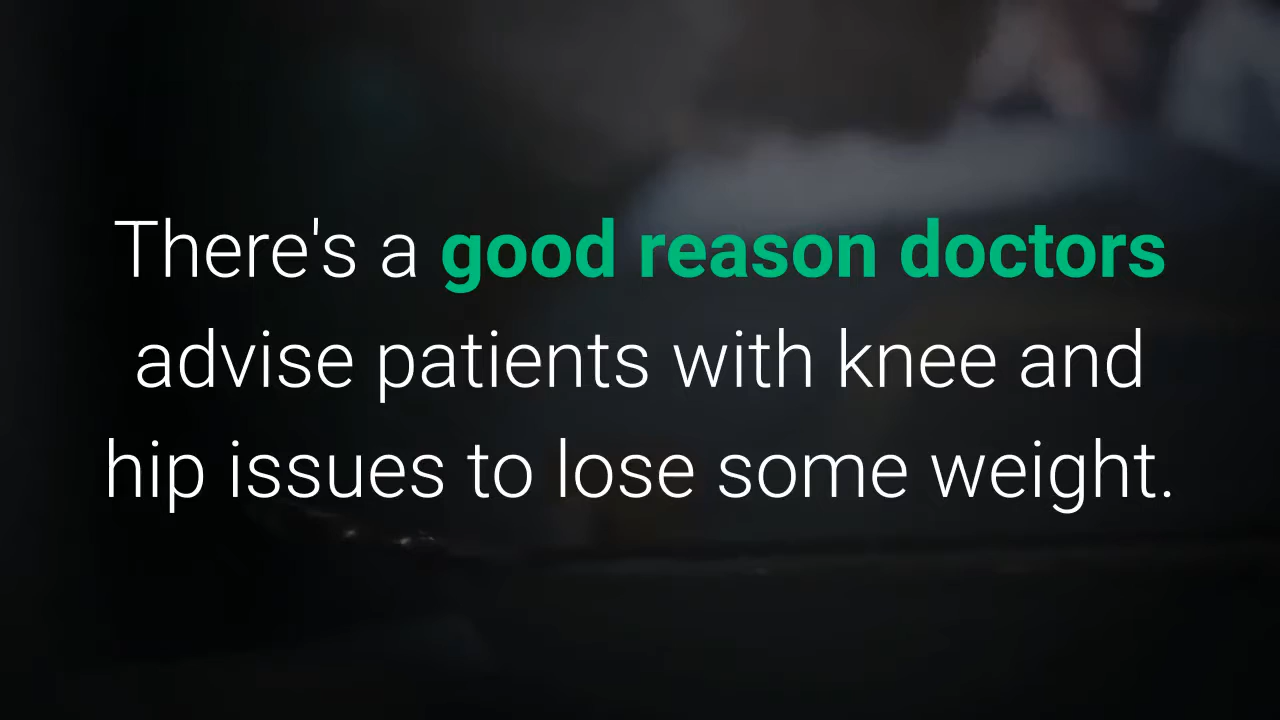 There's a good reason doctors
advise patients with knee and
hip issues to lose some weight.